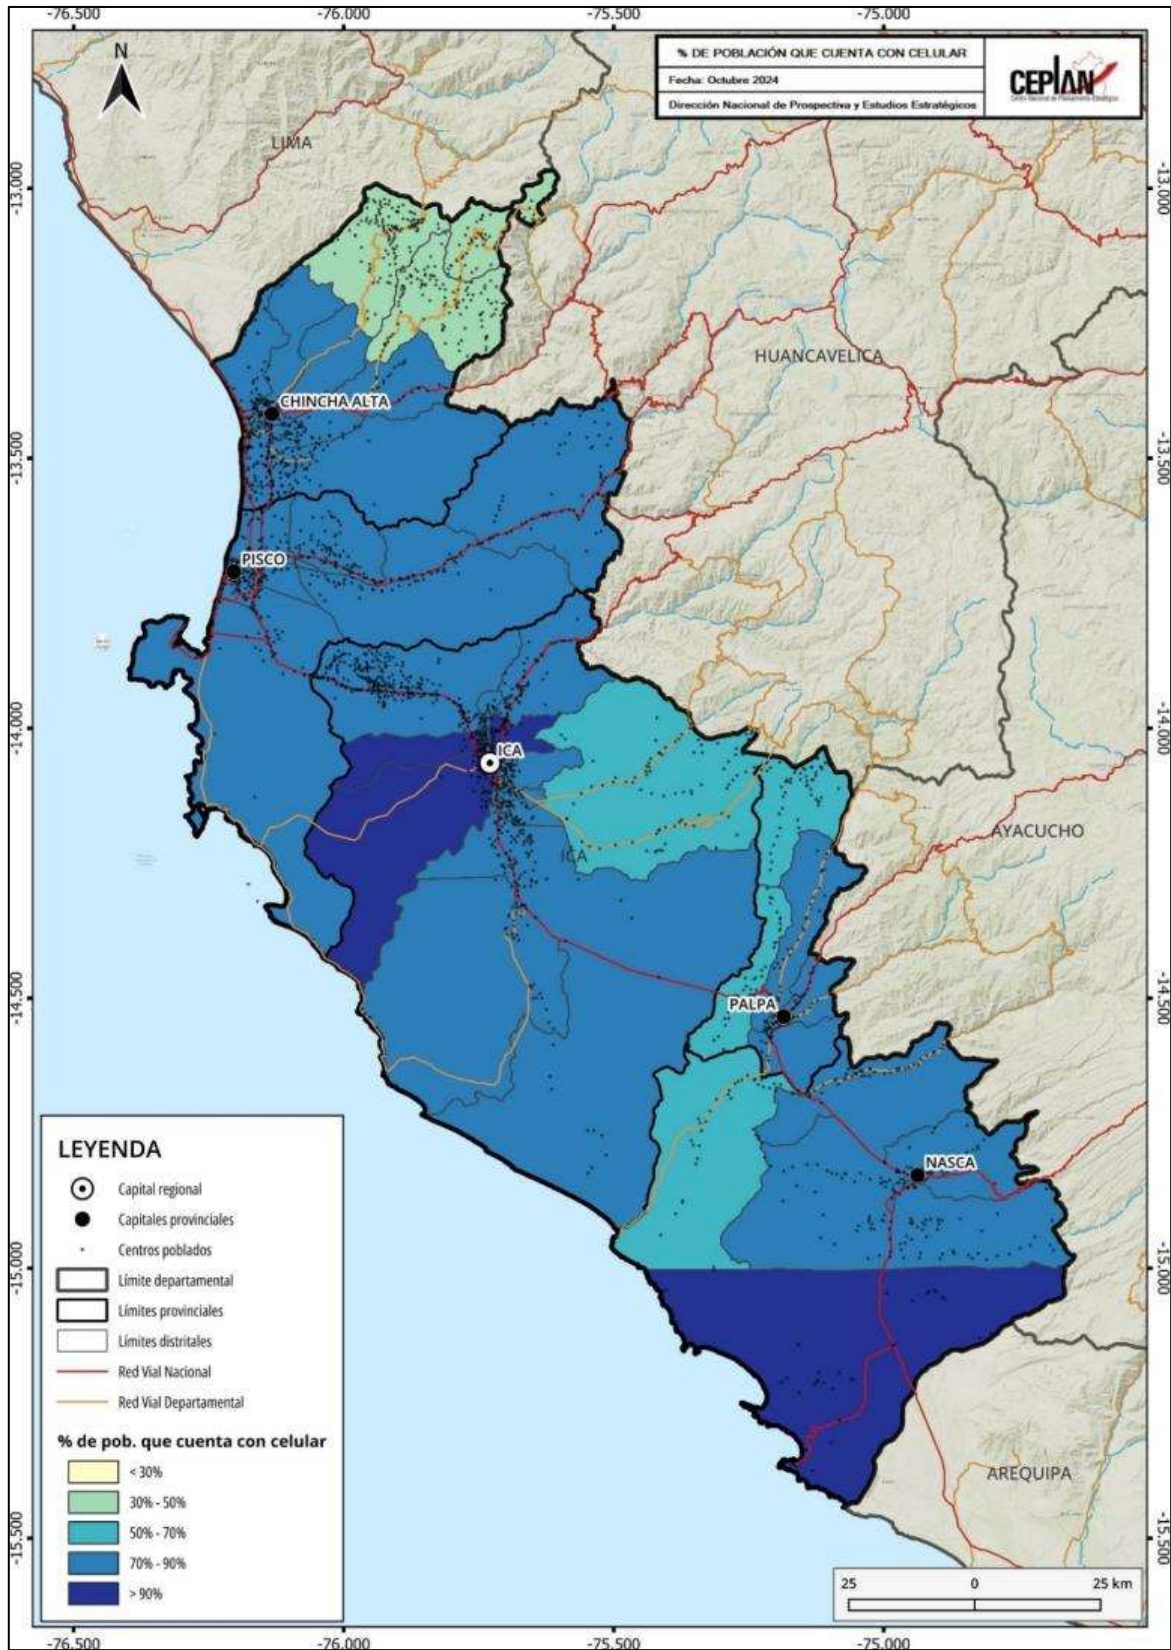 -76.500
-76.000
-75.500
-75.000
N
% DE POBLACIÓN QUE CUENTA CON CELULAR
Fecha: Octubre 2024
Dirección Nacional de Prospectiva y Estudios Estratégicos
CEPLAN
Centro Nacional de Planeamiento Estratégico
LIMA
-13.000
-13.000
HUANCAVELICA
CHINCHA ALTA
-13.500
-13.500
PISCO
-14.000
-14.000
ICA
AYACUCHO
ICA
-14.500
-14.500
PALPA
NASCA
-15.000
-15.000
AREQUIPA
-15.500
-15.500
LEYENDA
Capital regional
Capitales provinciales
Centros poblados
Límite departamental
Límites provinciales
Límites distritales
Red Vial Nacional
Red Vial Departamental
% de pob. que cuenta con celular
< 30%
30% - 50%
50% - 70%
70% - 90%
> 90%
25 0 25 km
-76.500
-76.000
-75.500
-75.000